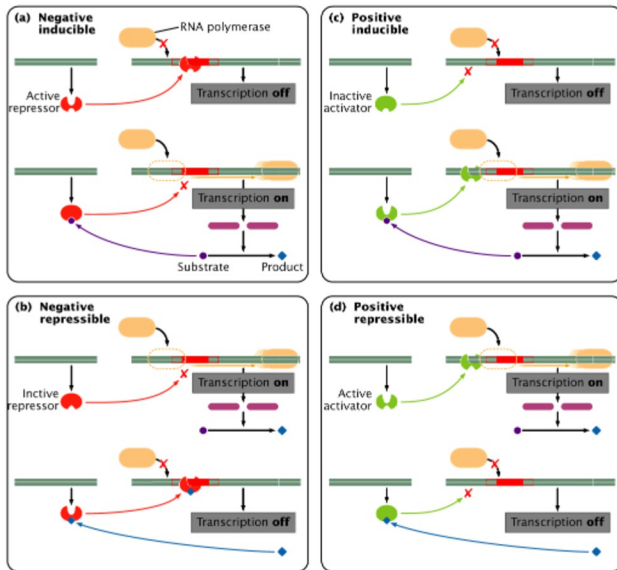 (a) Negative
inducible
RNA polymerase
Active
repressor
Transcription off
Transcription on
Substrate
Product
(c) Positive
inducible
Inactive
activator
Transcription off
Transcription on
(b) Negative
repressible
Inctive
repressor
Transcription on
Transcription off
(d) Positive
repressible
Active
activator
Transcription on
Transcription off